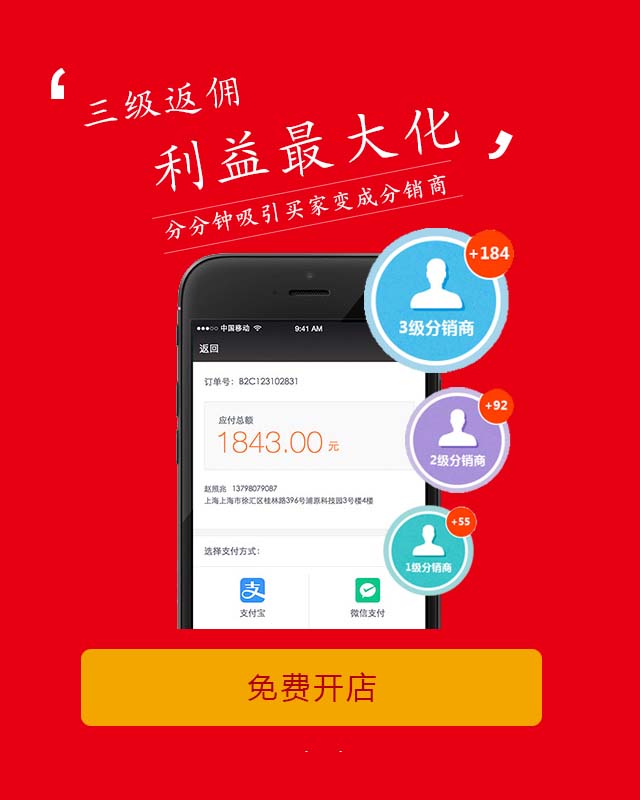 三级返佣
利益最大化
分分钟吸引买家变成分销商
+184
3级分销商
中国移动 9:41 AM
返回
订单号：B2C123102831
应付总额
1843.00 元
+92
2级分销商
赵照兆 13798079087
上海上海市徐汇区桂林路396号浦原科技园3号楼4楼
+55
1级分销商
选择支付方式：
支付宝 微信支付
免费开店